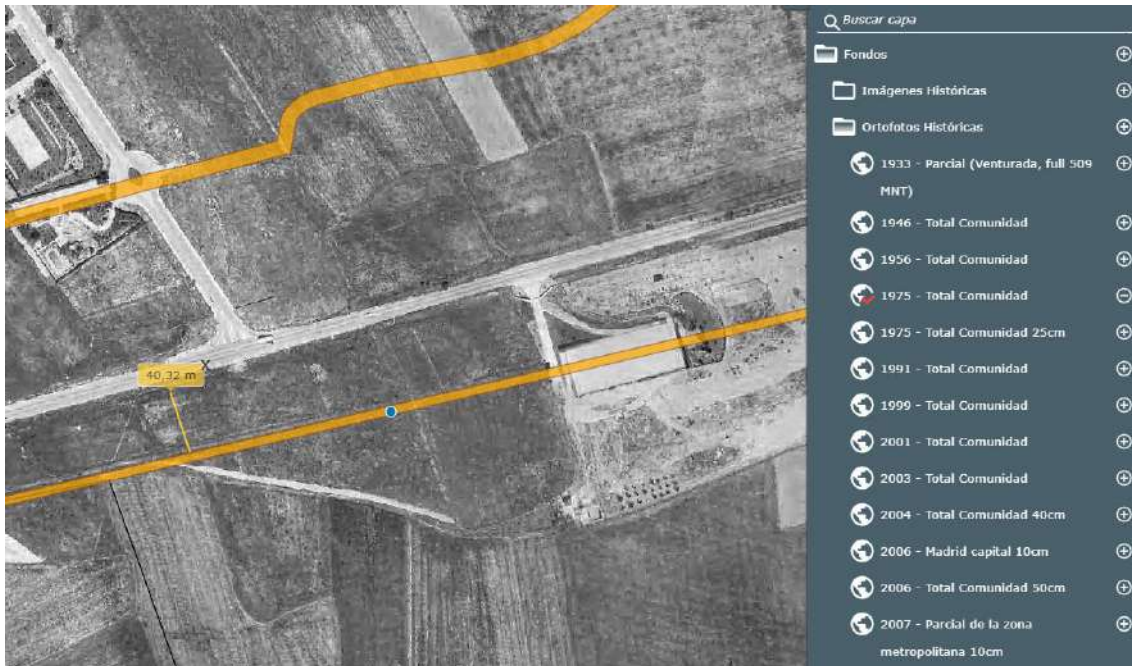 Buscar capa
Fondos
Imágenes Históricas
Ortofotos Históricas
1933 - Parcial (Venturada, full 509
MNT)
1946 - Total Comunidad
1956 - Total Comunidad
1975 - Total Comunidad
1975 - Total Comunidad 25cm
1991 - Total Comunidad
1999 - Total Comunidad
2001 - Total Comunidad
2003 - Total Comunidad
2004 - Total Comunidad 40cm
2006 - Madrid capital 10cm
2006 - Total Comunidad 50cm
2007 - Parcial de la zona
metropolitana 10cm
X
40,32 m